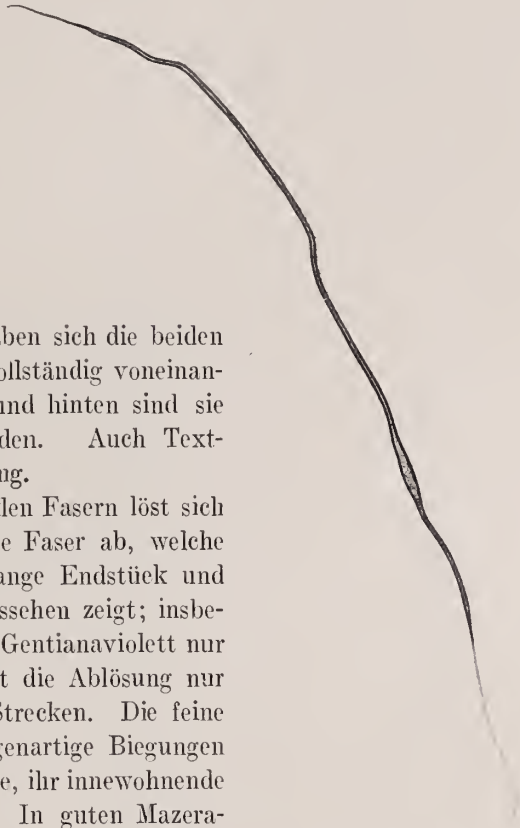 ben sich die beiden
ollständig voneinan-
und hinten sind sie
den. Auch Text-
ng.
len Fasern löst sich
e Faser ab, welche
ange Endstück und
ssehen zeigt; insbe-
Gentianaviolett nur
t die Ablösung nur
Strecken. Die feine
genartige Biegungen
e, ihr innewohnende
In guten Mazera-